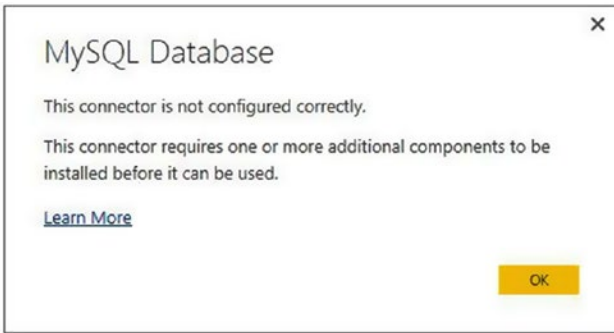 MySQL Database
This connector is not configured correctly.
This connector requires one or more additional components to be
installed before it can be used.
Learn More
OK